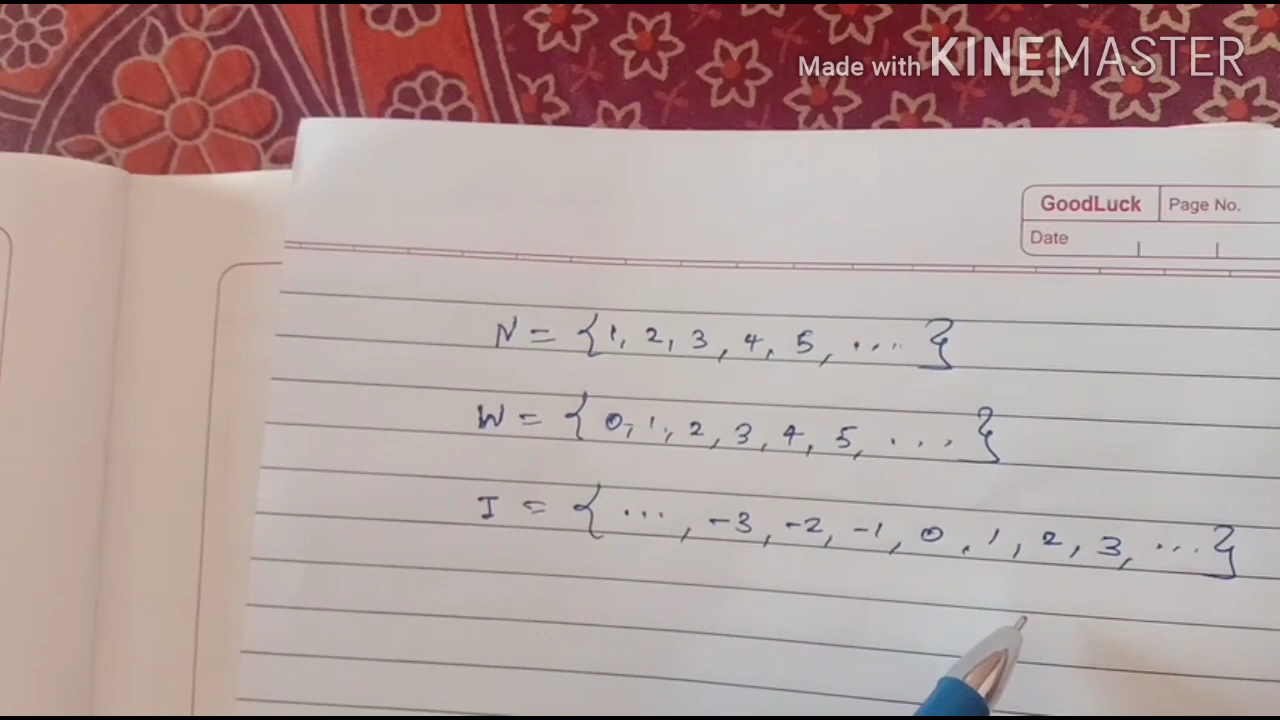 Made with KINEMASTER
GoodLuck Page No.
Date
N = {1, 2, 3, 4, 5, ....}
W = {0, 1, 2, 3, 4, 5, ...}
I = {..., -3, -2, -1, 0, 1, 2, 3, ...}